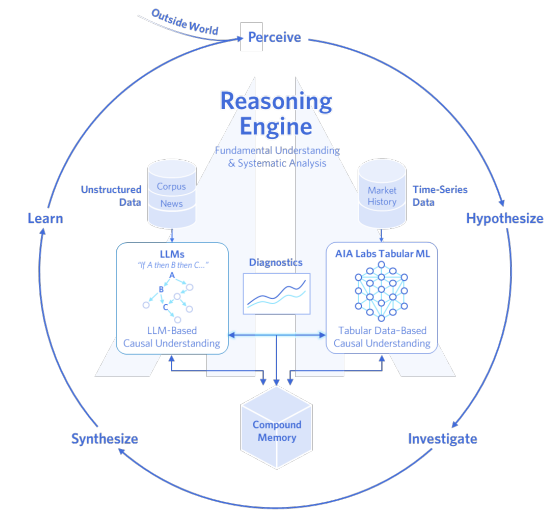 Outside World
Perceive
Reasoning
Engine
Fundamental Understanding
& Systematic Analysis
Unstructured
Data
Corpus
News
Market
History
Time-Series
Data
Learn
Hypothesize
LLMs
"If A then B then C..."
A
B
C
LLM-Based
Causal Understanding
Diagnostics
AIA Labs Tabular ML
Tabular Data-Based
Causal Understanding
Compound
Memory
Synthesize
Investigate